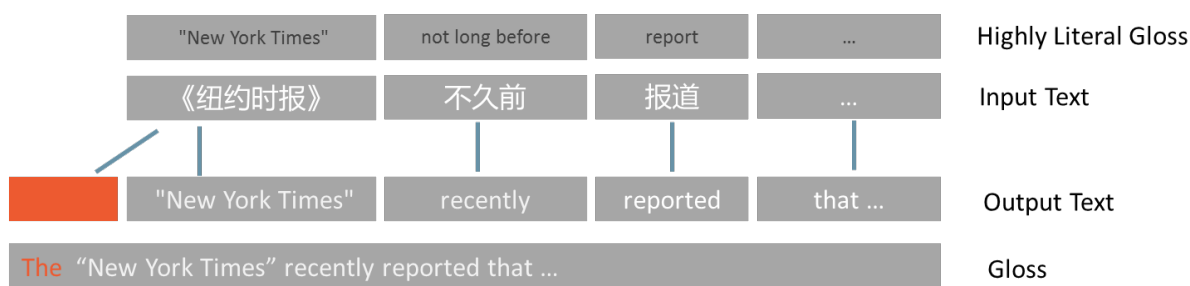 "New York Times" not long before report ... Highly Literal Gloss
《纽约时报》 不久前 报道 ... Input Text
"New York Times" recently reported that ... Output Text
The “New York Times” recently reported that ... Gloss